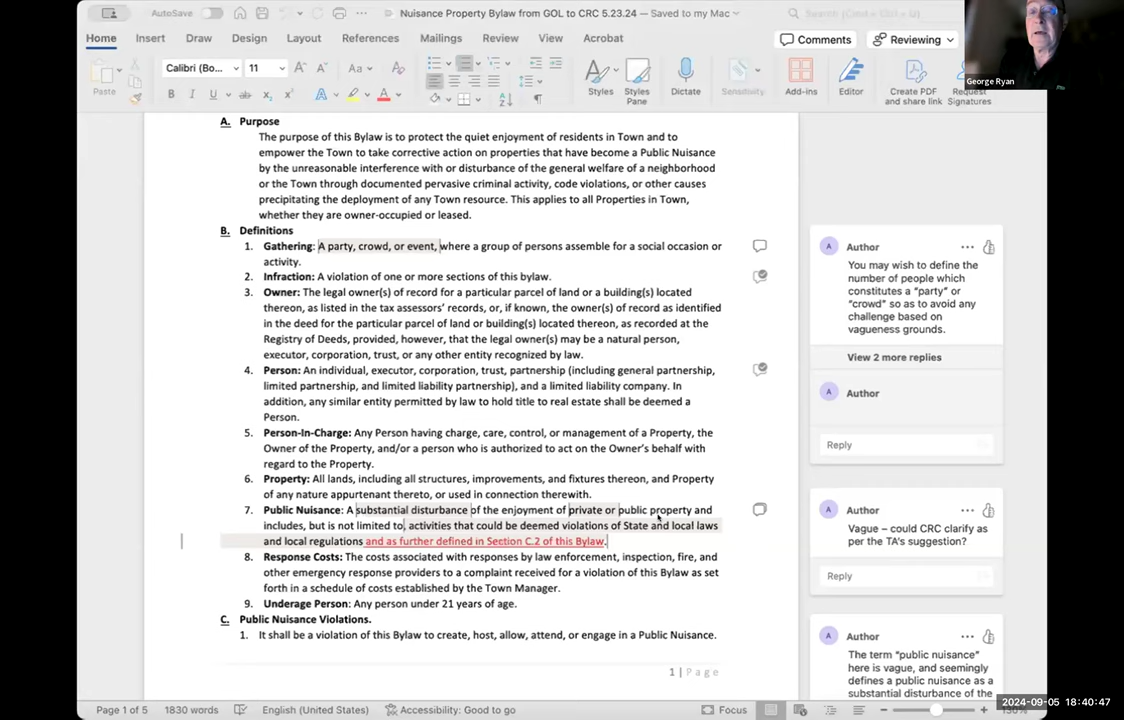 AutoSave
Nuisance Property Bylaw from GOL to CRC 5.23.24 — Saved to my Mac
Search (Cmd + Ctrl + U)
Home Insert Draw Design Layout References Mailings Review View Acrobat
Comments
Reviewing
George Ryan
Paste
Calibri (Bo... 11
Styles
Styles Pane
Dictate
Sensitivity
Add-ins
Editor
Create PDF and share link
Request Signatures
A. Purpose
The purpose of this Bylaw is to protect the quiet enjoyment of residents in Town and to
empower the Town to take corrective action on properties that have become a Public Nuisance
by the unreasonable interference with or disturbance of the general welfare of a neighborhood
or the Town through documented pervasive criminal activity, code violations, or other causes
precipitating the deployment of any Town resource. This applies to all Properties in Town,
whether they are owner-occupied or leased.
B. Definitions
1. Gathering: A party, crowd, or event, where a group of persons assemble for a social occasion or
activity.
2. Infraction: A violation of one or more sections of this bylaw.
3. Owner: The legal owner(s) of record for a particular parcel of land or a building(s) located
thereon, as listed in the tax assessors' records, or, if known, the owner(s) of record as identified
in the deed for the particular parcel of land or building(s) located thereon, as recorded at the
Registry of Deeds, provided, however, that the legal owner(s) may be a natural person,
executor, corporation, trust, or any other entity recognized by law.
4. Person: An individual, executor, corporation, trust, partnership (including general partnership,
limited partnership, and limited liability partnership), and a limited liability company. In
addition, any similar entity permitted by law to hold title to real estate shall be deemed a
Person.
5. Person-In-Charge: Any Person having charge, care, control, or management of a Property, the
Owner of the Property, and/or a person who is authorized to act on the Owner's behalf with
regard to the Property.
6. Property: All lands, including all structures, improvements, and fixtures thereon, and Property
of any nature appurtenant thereto, or used in connection therewith.
7. Public Nuisance: A substantial disturbance of the enjoyment of private or public property and
includes, but is not limited to, activities that could be deemed violations of State and local laws
and local regulations and as further defined in Section C.2 of this Bylaw.
8. Response Costs: The costs associated with responses by law enforcement, inspection, fire, and
other emergency response providers to a complaint received for a violation of this Bylaw as set
forth in a schedule of costs established by the Town Manager.
9. Underage Person: Any person under 21 years of age.
C. Public Nuisance Violations.
1. It shall be a violation of this Bylaw to create, host, allow, attend, or engage in a Public Nuisance.
1 | Page
A Author
You may wish to define the
number of people which
constitutes a "party" or
"crowd" so as to avoid any
challenge based on
vagueness grounds.
View 2 more replies
A Author
Reply
A Author
Vague – could CRC clarify as
per the TA's suggestion?
Reply
A Author
The term "public nuisance"
here is vague, and seemingly
defines a public nuisance as a
substantial disturbance of the
Page 1 of 5 1830 words English (United States) Accessibility: Good to go Focus
2024-09-05 18:40:47